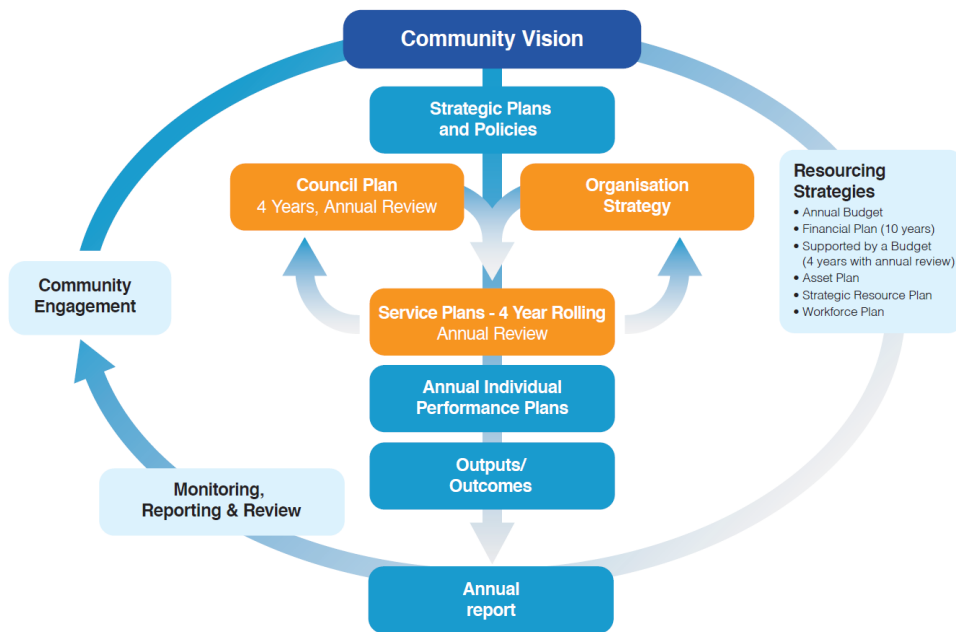 Community Vision
Strategic Plans
and Policies
Council Plan
4 Years, Annual Review
Organisation
Strategy
Resourcing
Strategies
• Annual Budget
• Financial Plan (10 years)
• Supported by a Budget
(4 years with annual review)
• Asset Plan
• Strategic Resource Plan
• Workforce Plan
Community
Engagement
Service Plans - 4 Year Rolling
Annual Review
Annual Individual
Performance Plans
Outputs/
Outcomes
Monitoring,
Reporting & Review
Annual
report